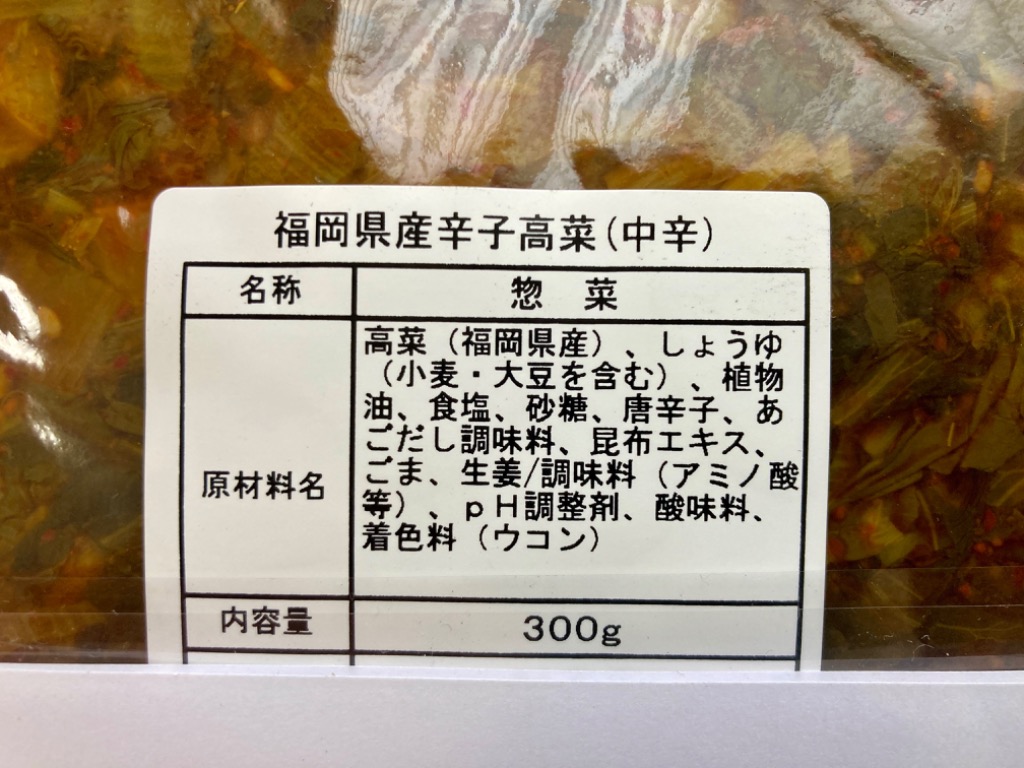 福岡県産辛子高菜(中辛)
名称 惣菜
原材料名
高菜（福岡県産）、しょうゆ
（小麦・大豆を含む）、植物
油、食塩、砂糖、唐辛子、あ
ごだし調味料、昆布エキス、
ごま、生姜/調味料（アミノ酸
等）、ｐＨ調整剤、酸味料、
着色料（ウコン）
内容量 300g